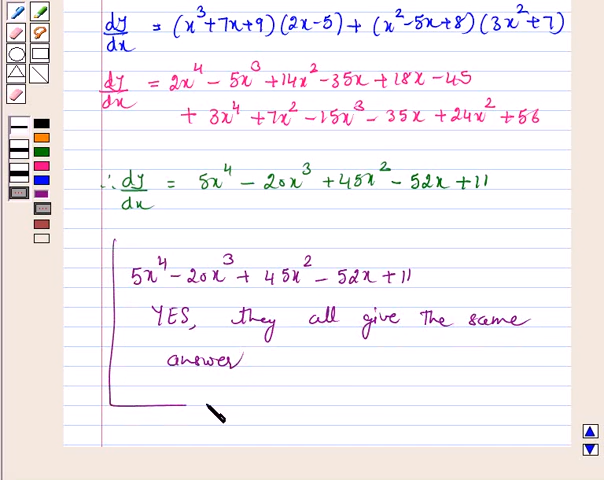 dy/dx = (x³+7x+9)(2x-5) + (x²-5x+8)(3x²+7)
dy/dx = 2x⁴ - 5x³ + 14x² - 35x + 18x - 45
+ 3x⁴ + 7x² - 15x³ - 35x + 24x² + 56
∴ dy/dx = 5x⁴ - 20x³ + 45x² - 52x + 11
5x⁴ - 20x³ + 45x² - 52x + 11
YES, they all give the same
answer